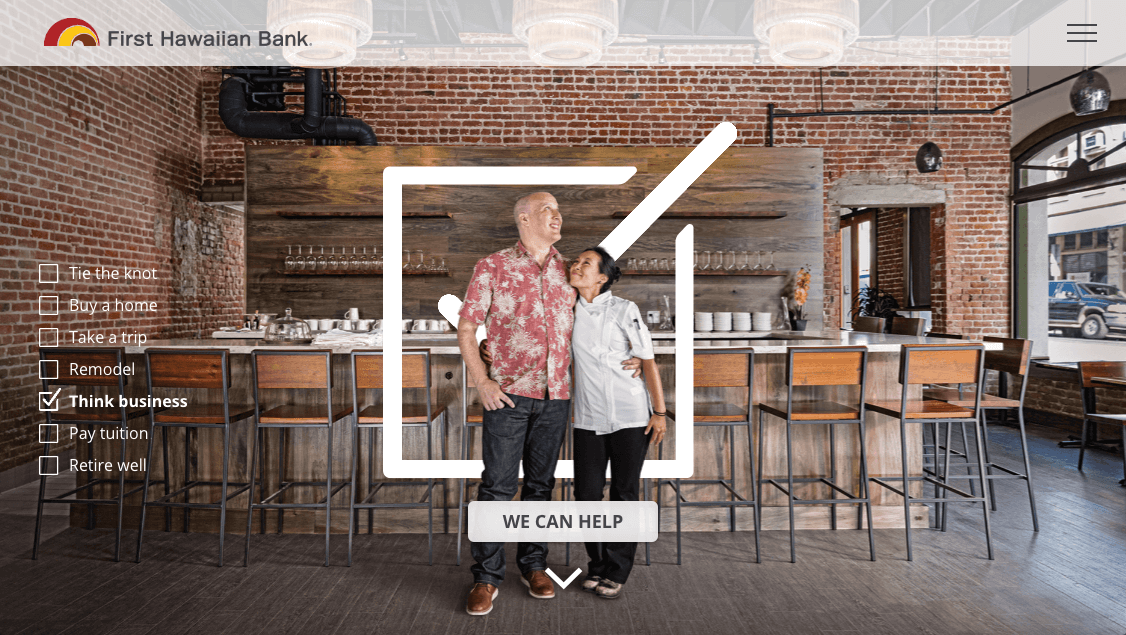 First Hawaiian Bank.
Tie the knot
Buy a home
Take a trip
Remodel
Think business
Pay tuition
Retire well
WE CAN HELP